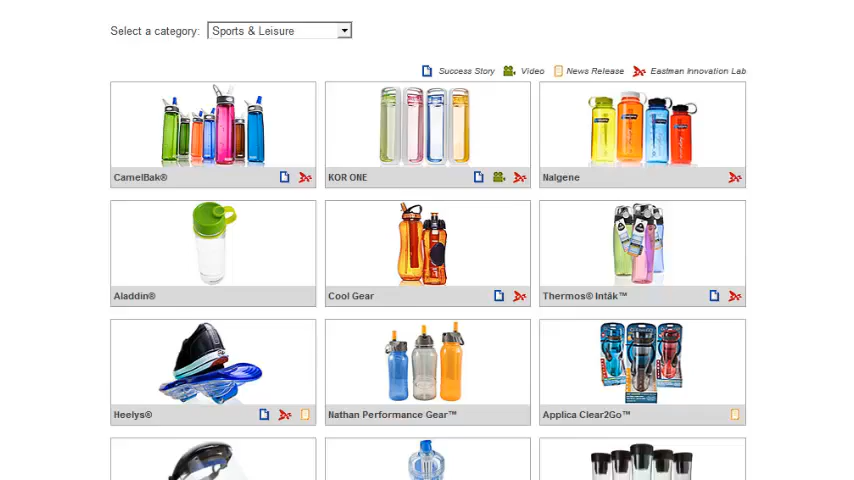 Select a category: Sports & Leisure
Success Story Video News Release Eastman Innovation Lab
CamelBak®
KOR ONE
Nalgene
Aladdin®
Cool Gear
Thermos® Intāk™
Heelys®
Nathan Performance Gear™
Applica Clear2Go™